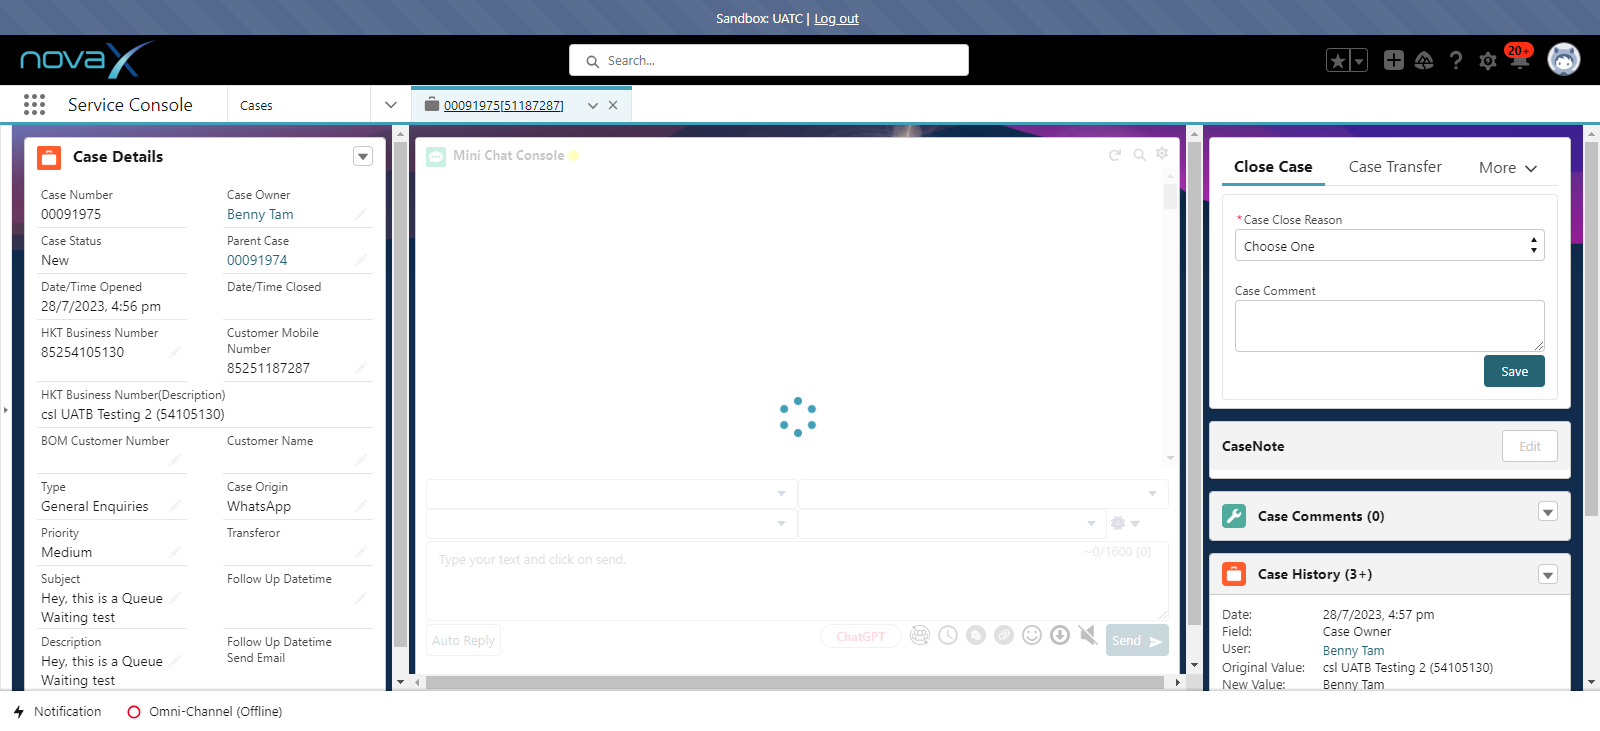 Sandbox: UATC | Log out
novaX
Search...
20+
Service Console
Cases
00091975[51187287]
Case Details
Case Number
00091975
Case Owner
Benny Tam
Case Status
New
Parent Case
00091974
Date/Time Opened
28/7/2023, 4:56 pm
Date/Time Closed
HKT Business Number
85254105130
Customer Mobile
Number
85251187287
HKT Business Number(Description)
csl UATB Testing 2 (54105130)
BOM Customer Number
Customer Name
Type
General Enquiries
Case Origin
WhatsApp
Priority
Medium
Transferor
Subject
Hey, this is a Queue
Waiting test
Follow Up Datetime
Description
Hey, this is a Queue
Waiting test
Follow Up Datetime
Send Email
Mini Chat Console
Type your text and click on send.
~0/1600 [0]
Auto Reply
ChatGPT
Send
Close Case
Case Transfer
More
*Case Close Reason
Choose One
Case Comment
Save
CaseNote
Edit
Case Comments (0)
Case History (3+)
Date: 28/7/2023, 4:57 pm
Field: Case Owner
User: Benny Tam
Original Value: csl UATB Testing 2 (54105130)
New Value: Benny Tam
Notification
Omni-Channel (Offline)